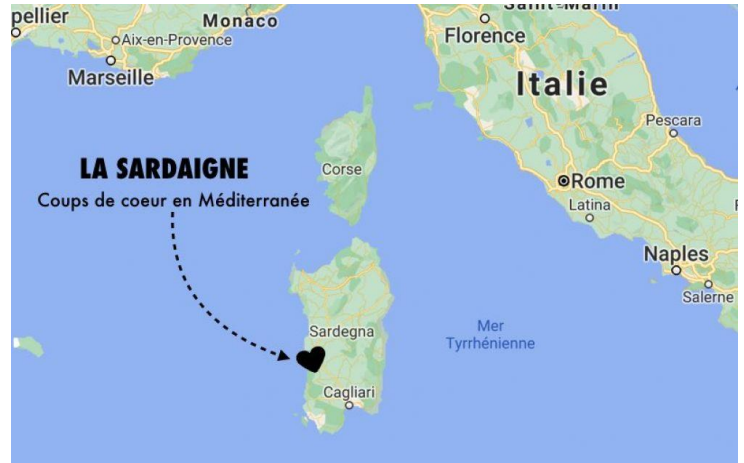 pellier
Monaco
Aix-en-Provence
Marseille
Florence
Italie
Pescara
LA SARDAIGNE
Coups de coeur en Méditerranée
Corse
Rome
Latina
Naples
Salerne
Sardegna
Mer
Tyrrhénienne
Cagliari